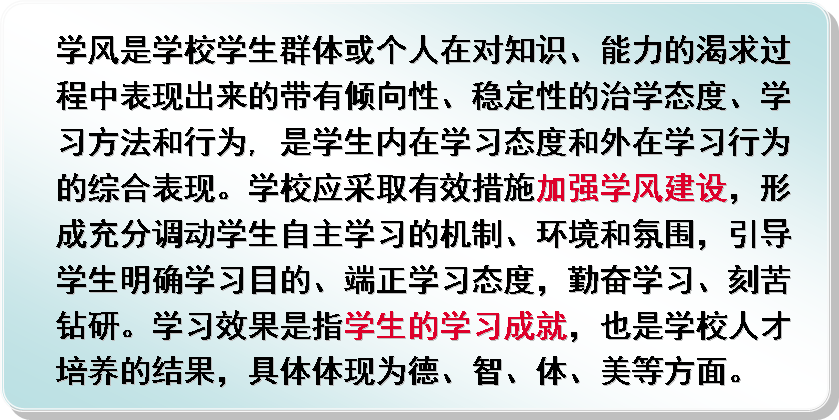 学风是学校学生群体或个人在对知识、能力的渴求过
程中表现出来的带有倾向性、稳定性的治学态度、学
习方法和行为，是学生内在学习态度和外在学习行为
的综合表现。学校应采取有效措施加强学风建设，形
成充分调动学生自主学习的机制、环境和氛围，引导
学生明确学习目的、端正学习态度，勤奋学习、刻苦
钻研。学习效果是指学生的学习成就，也是学校人才
培养的结果，具体体现为德、智、体、美等方面。